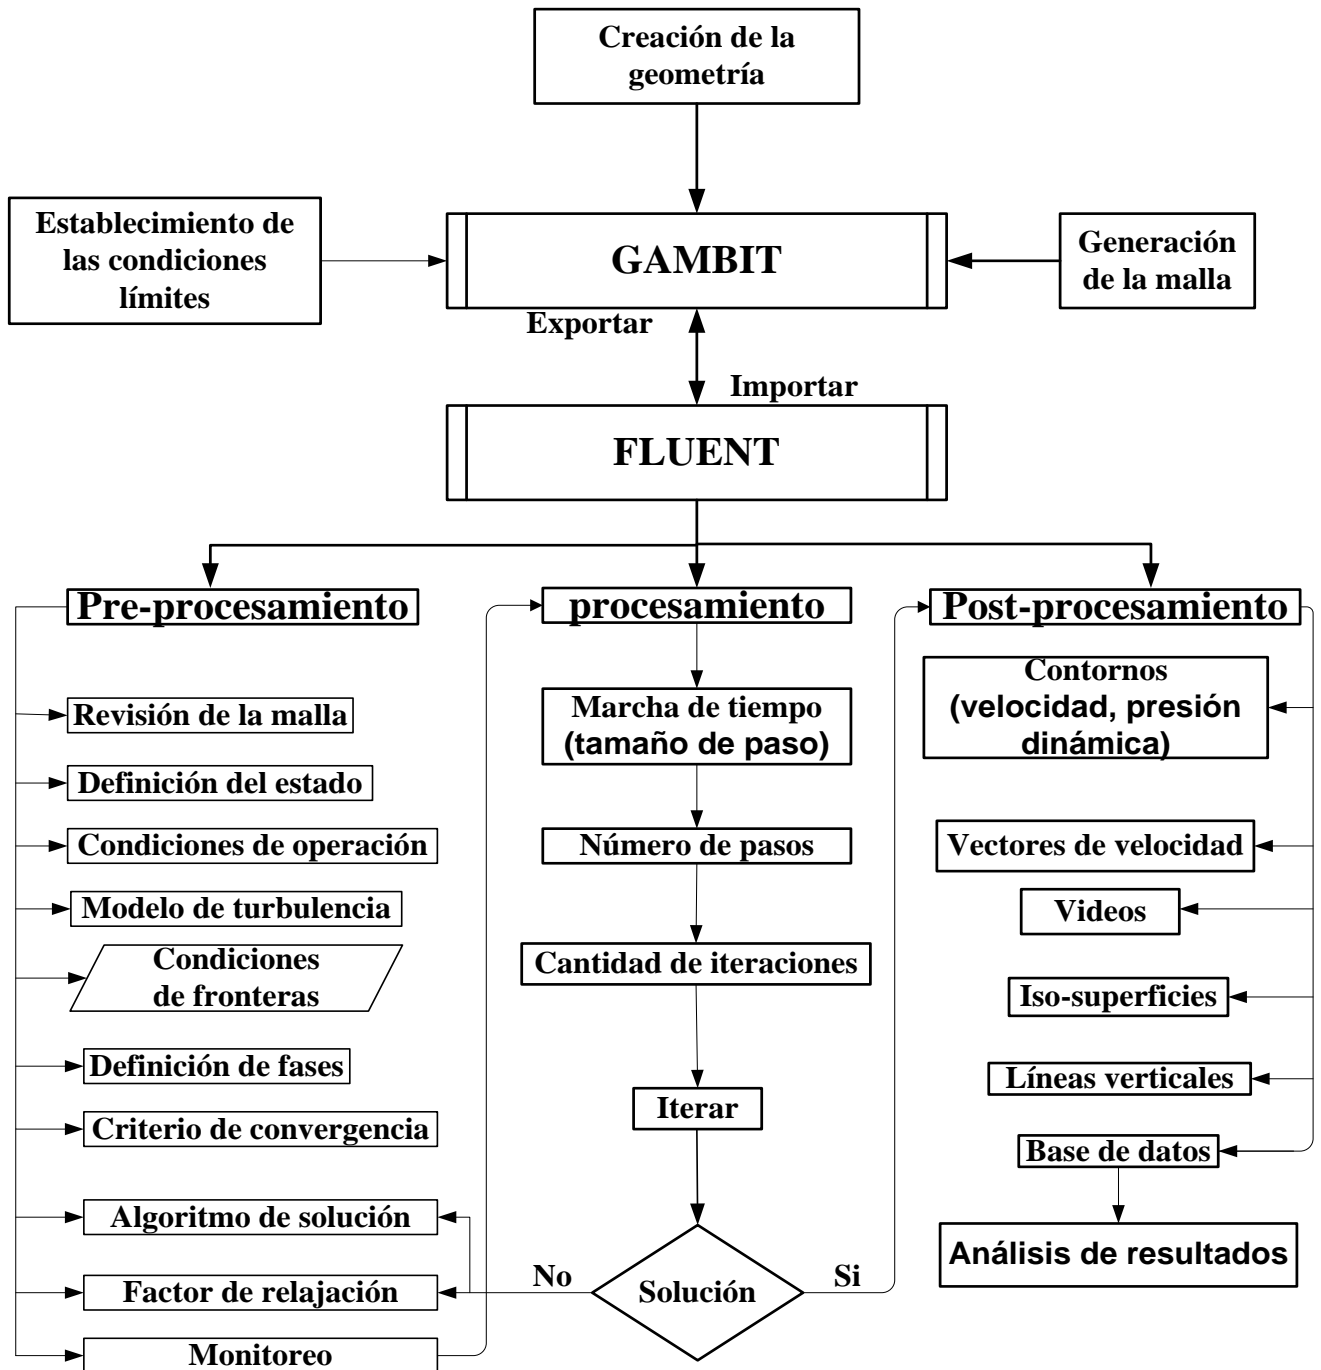 Creación de la
geometría
Establecimiento de
las condiciones
límites
GAMBIT
Generación
de la malla
Exportar
Importar
FLUENT
Pre-procesamiento
Revisión de la malla
Definición del estado
Condiciones de operación
Modelo de turbulencia
Condiciones
de fronteras
Definición de fases
Criterio de convergencia
Algoritmo de solución
Factor de relajación
Monitoreo
procesamiento
Marcha de tiempo
(tamaño de paso)
Número de pasos
Cantidad de iteraciones
Iterar
Solución
No
Si
Post-procesamiento
Contornos
(velocidad, presión
dinámica)
Vectores de velocidad
Videos
Iso-superficies
Líneas verticales
Base de datos
Análisis de resultados